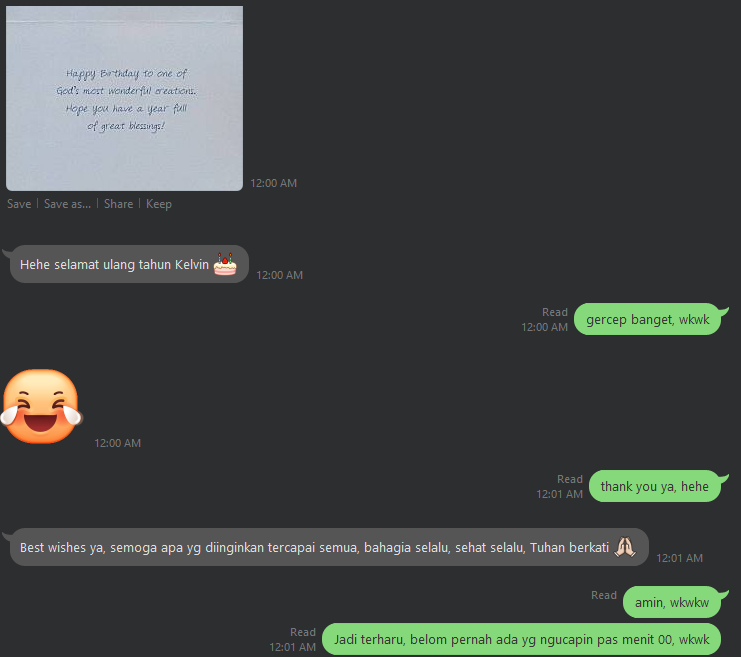 Happy Birthday to one of
God's most wonderful creations.
Hope you have a year full
of great blessings!
12:00 AM
Save | Save as... | Share | Keep
Hehe selamat ulang tahun Kelvin
12:00 AM
Read
12:00 AM
gercep banget, wkwk
12:00 AM
Read
12:01 AM
thank you ya, hehe
Best wishes ya, semoga apa yg diinginkan tercapai semua, bahagia selalu, sehat selalu, Tuhan berkati
12:01 AM
Read
amin, wkwkw
Read
12:01 AM
Jadi terharu, belom pernah ada yg ngucapin pas menit 00, wkwk